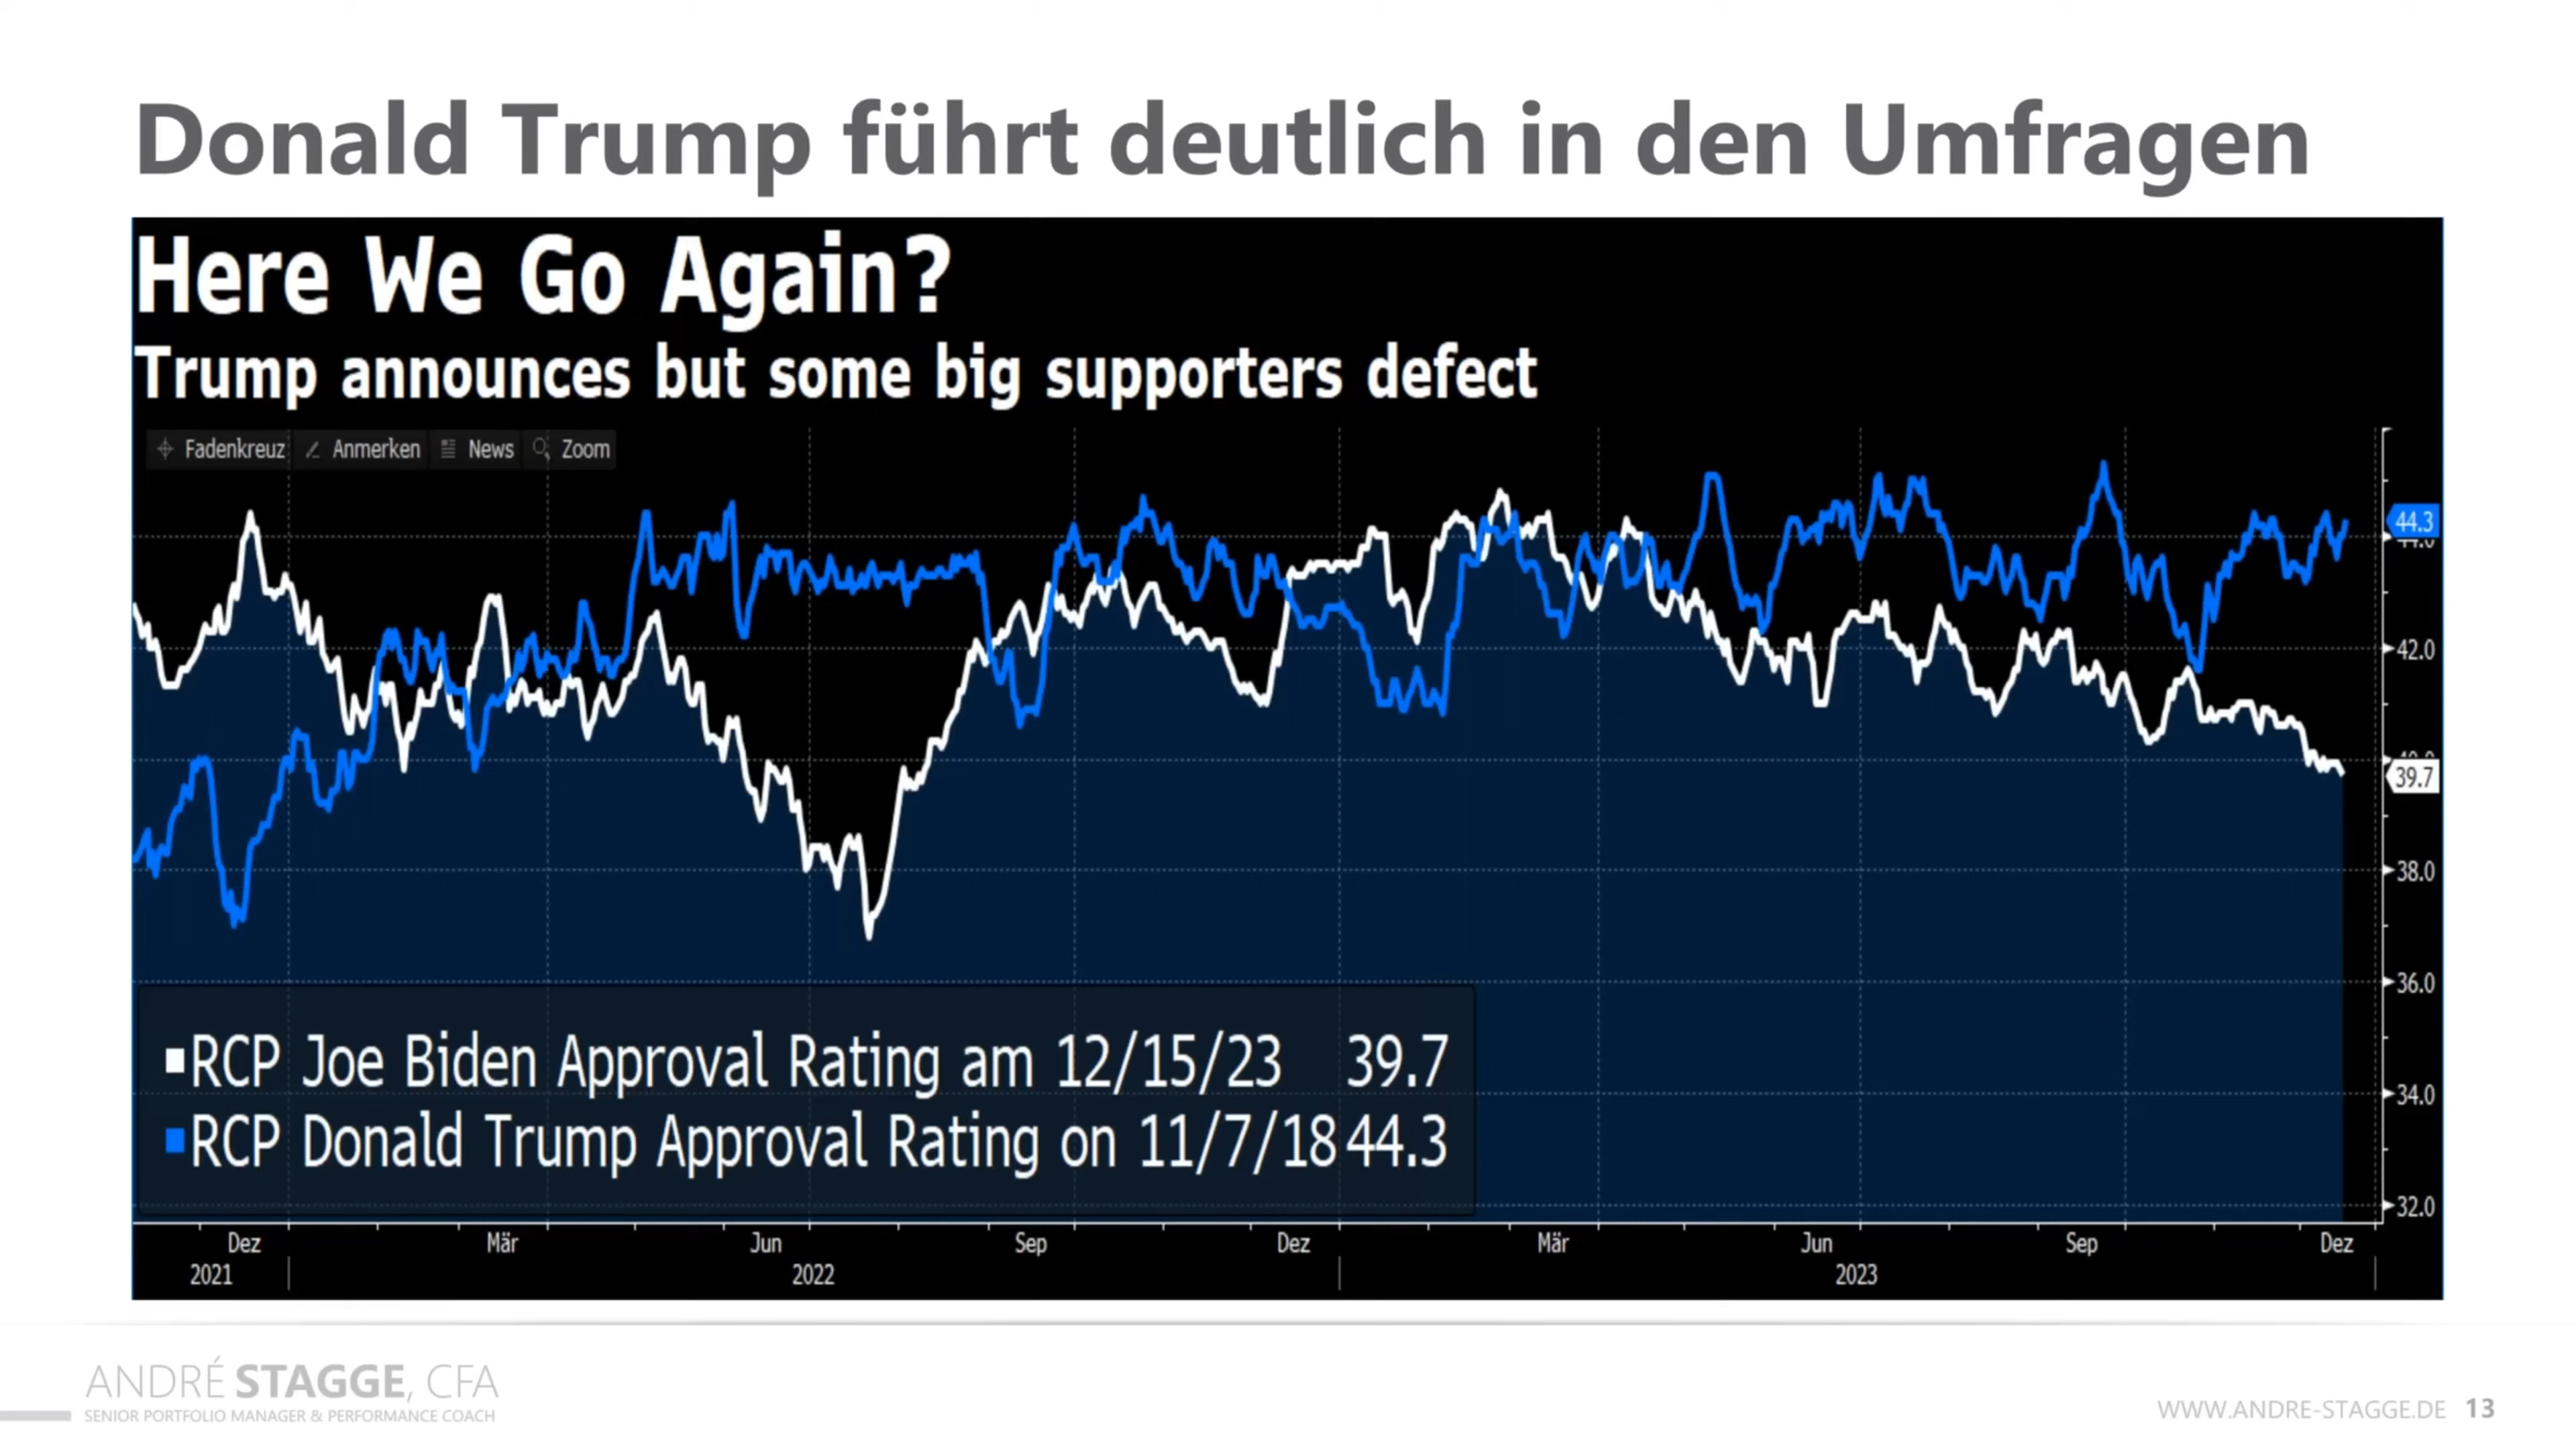 Donald Trump führt deutlich in den Umfragen
Here We Go Again?
Trump announces but some big supporters defect
Fadenkreuz Anmerken News Zoom
44.3
44.0
42.0
40.0
39.7
38.0
36.0
34.0
32.0
RCP Joe Biden Approval Rating am 12/15/23 39.7
RCP Donald Trump Approval Rating on 11/7/18 44.3
Dez Mär Jun Sep Dez Mär Jun Sep Dez
2021 2022 2023
ANDRÉ STAGGE, CFA
SENIOR PORTFOLIO MANAGER & PERFORMANCE COACH
WWW.ANDRE-STAGGE.DE 13